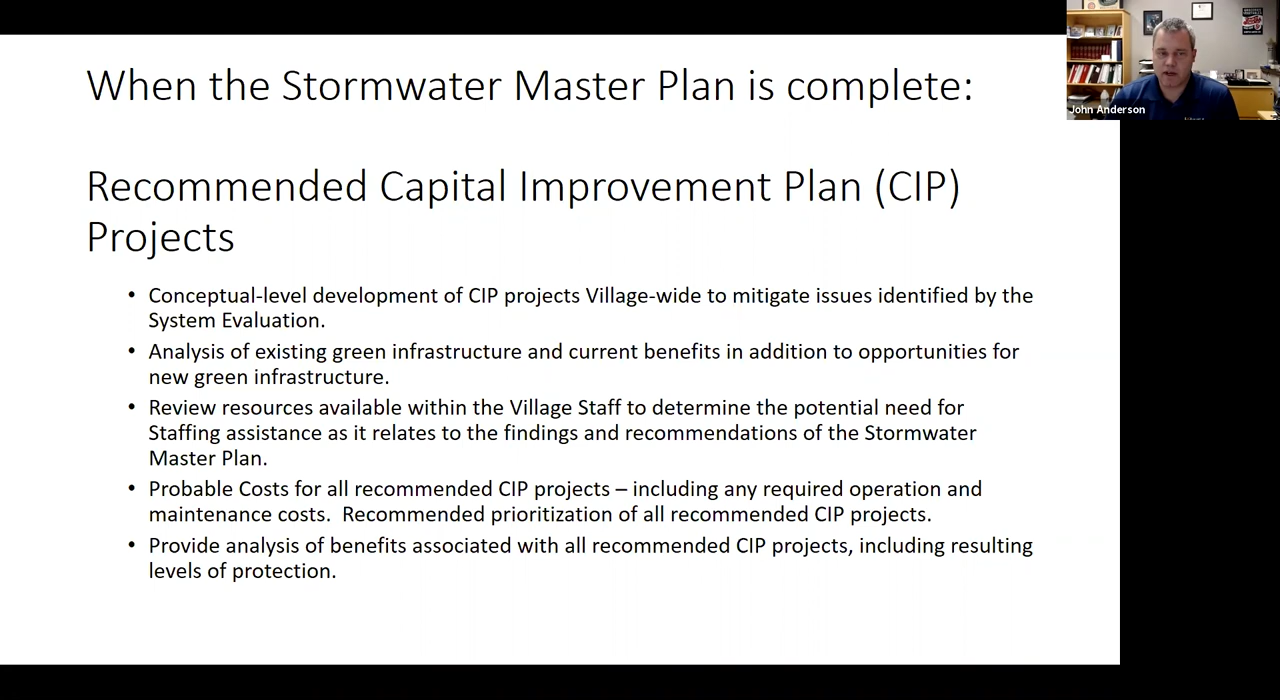 When the Stormwater Master Plan is complete:
John Anderson
Recommended Capital Improvement Plan (CIP)
Projects
• Conceptual-level development of CIP projects Village-wide to mitigate issues identified by the
System Evaluation.
• Analysis of existing green infrastructure and current benefits in addition to opportunities for
new green infrastructure.
• Review resources available within the Village Staff to determine the potential need for
Staffing assistance as it relates to the findings and recommendations of the Stormwater
Master Plan.
• Probable Costs for all recommended CIP projects – including any required operation and
maintenance costs.  Recommended prioritization of all recommended CIP projects.
• Provide analysis of benefits associated with all recommended CIP projects, including resulting
levels of protection.